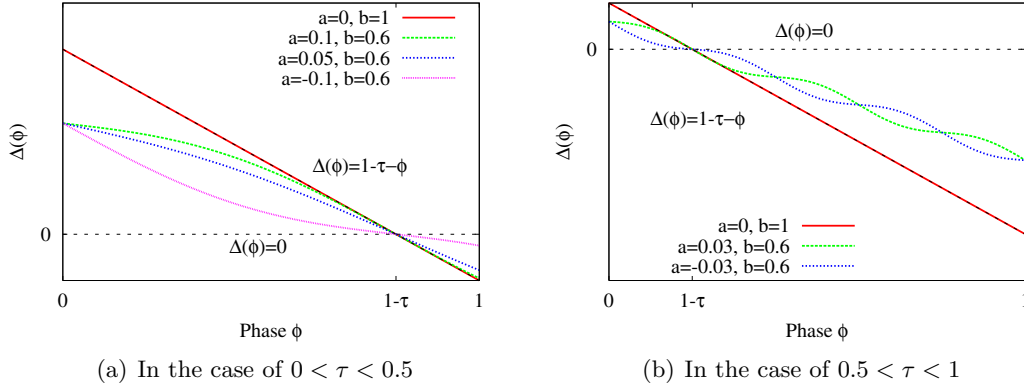 a=0, b=1
a=0.1, b=0.6
a=0.05, b=0.6
a=-0.1, b=0.6
Δ(ϕ)=1-τ−ϕ
Δ(ϕ)=0
Δ(ϕ)
0
0
1-τ
1
Phase ϕ
(a) In the case of 0 < τ < 0.5
Δ(ϕ)=0
Δ(ϕ)=1-τ−ϕ
a=0, b=1
a=0.03, b=0.6
a=-0.03, b=0.6
Δ(ϕ)
0
0
1-τ
1
Phase ϕ
(b) In the case of 0.5 < τ < 1